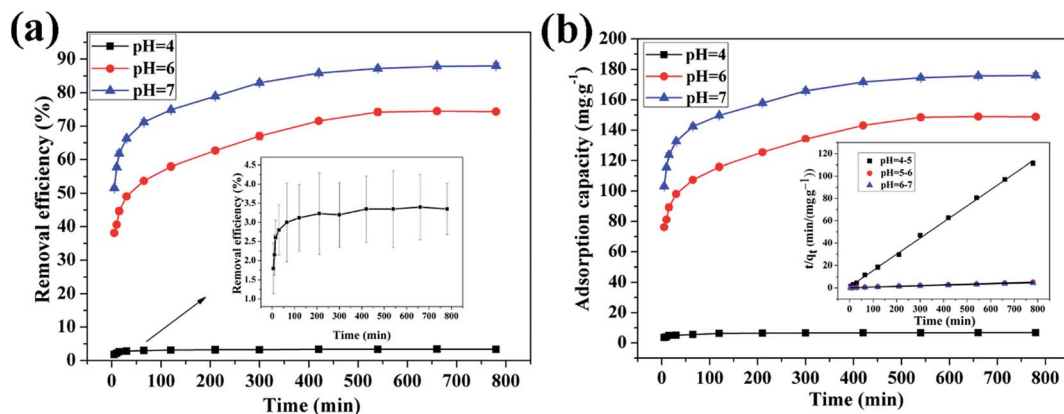 (a)
pH=4
pH=6
pH=7
Removal efficiency (%)
90
80
70
60
50
40
30
20
10
0
0 100 200 300 400 500 600 700 800
Time (min)
Removal efficiency (%)
4.5
4.0
3.5
3.0
2.5
2.0
1.5
1.0
0 100 200 300 400 500 600 700 800
Time (min)
(b)
pH=4
pH=6
pH=7
Adsorption capacity (mg·g-1)
200
180
160
140
120
100
80
60
40
20
0
0 100 200 300 400 500 600 700 800
Time (min)
pH=4-5
pH=5-6
pH=6-7
t/qt (min/(mgg−1))
120
100
80
60
40
20
0
0 100 200 300 400 500 600 700 800
Time (min)